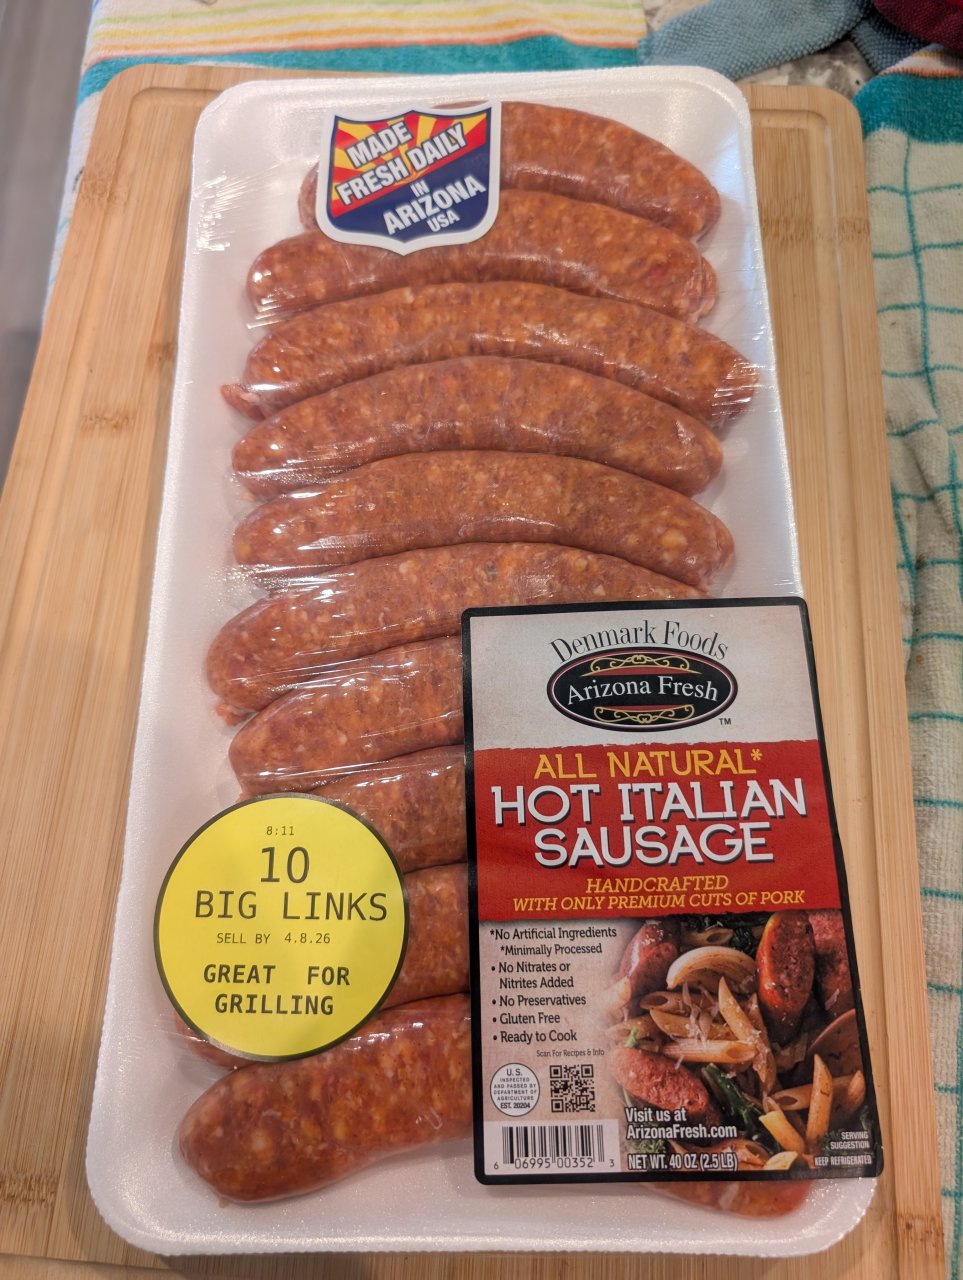 MADE
FRESH DAILY
IN
ARIZONA
USA
Denmark Foods
Arizona Fresh
TM
ALL NATURAL*
HOT ITALIAN
SAUSAGE
HANDCRAFTED
WITH ONLY PREMIUM CUTS OF PORK
*No Artificial Ingredients
*Minimally Processed
• No Nitrates or
Nitrites Added
• No Preservatives
• Gluten Free
• Ready to Cook
Scan For Recipes & Info
U.S.
INSPECTED
AND PASSED BY
DEPARTMENT OF
AGRICULTURE
EST. 20204
Visit us at
ArizonaFresh.com
NET WT. 40 OZ (2.5 LB)
SERVING
SUGGESTION
KEEP REFRIGERATED
6 06995 00352 3
8:11
10
BIG LINKS
SELL BY 4.8.26
GREAT FOR
GRILLING